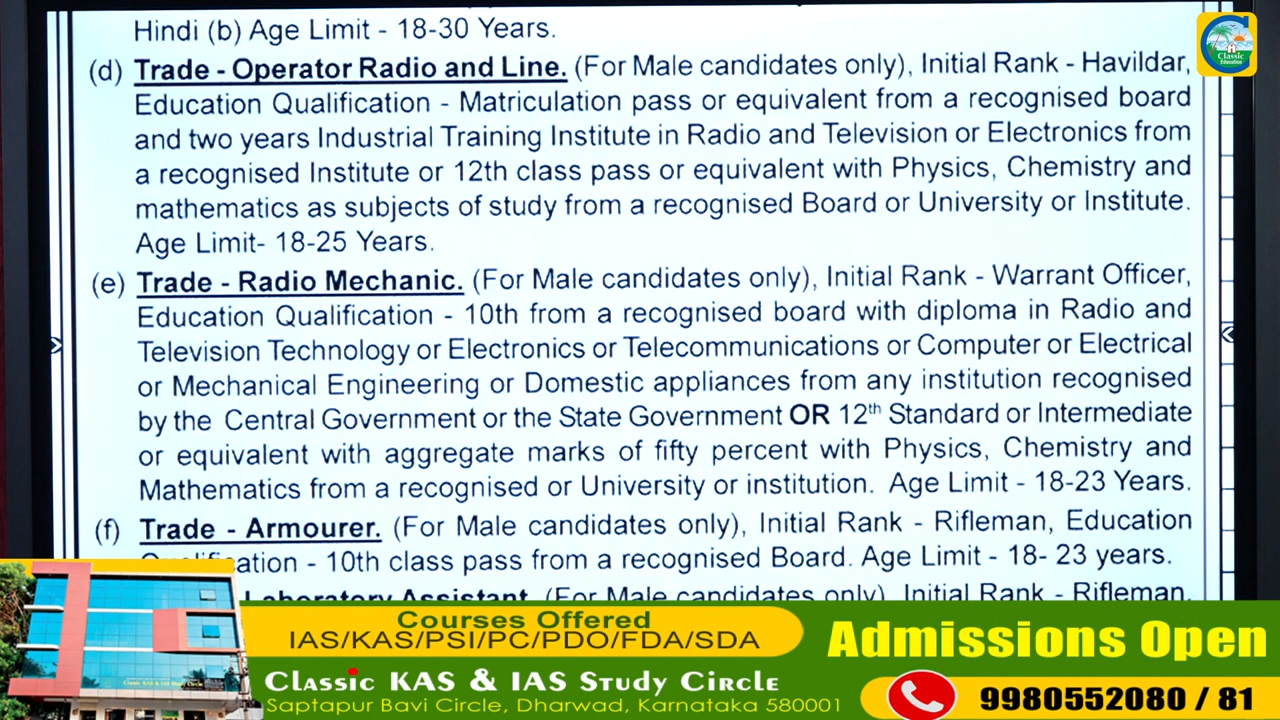 Hindi (b) Age Limit - 18-30 Years.
(d) Trade - Operator Radio and Line. (For Male candidates only), Initial Rank - Havildar,
Education Qualification - Matriculation pass or equivalent from a recognised board
and two years Industrial Training Institute in Radio and Television or Electronics from
a recognised Institute or 12th class pass or equivalent with Physics, Chemistry and
mathematics as subjects of study from a recognised Board or University or Institute.
Age Limit- 18-25 Years.
(e) Trade - Radio Mechanic. (For Male candidates only), Initial Rank - Warrant Officer,
Education Qualification - 10th from a recognised board with diploma in Radio and
Television Technology or Electronics or Telecommunications or Computer or Electrical
or Mechanical Engineering or Domestic appliances from any institution recognised
by the Central Government or the State Government OR 12th Standard or Intermediate
or equivalent with aggregate marks of fifty percent with Physics, Chemistry and
Mathematics from a recognised or University or institution. Age Limit - 18-23 Years.
(f) Trade - Armourer. (For Male candidates only), Initial Rank - Rifleman, Education
Qualification - 10th class pass from a recognised Board. Age Limit - 18- 23 years.
Laboratory Assistant. (For Male candidates only), Initial Rank - Rifleman,
Classic
Education
Courses Offered
IAS/KAS/PSI/PC/PDO/FDA/SDA
Classic KAS & IAS Study Circle
Saptapur Bavi Circle, Dharwad, Karnataka 580001
Admissions Open
9980552080 / 81